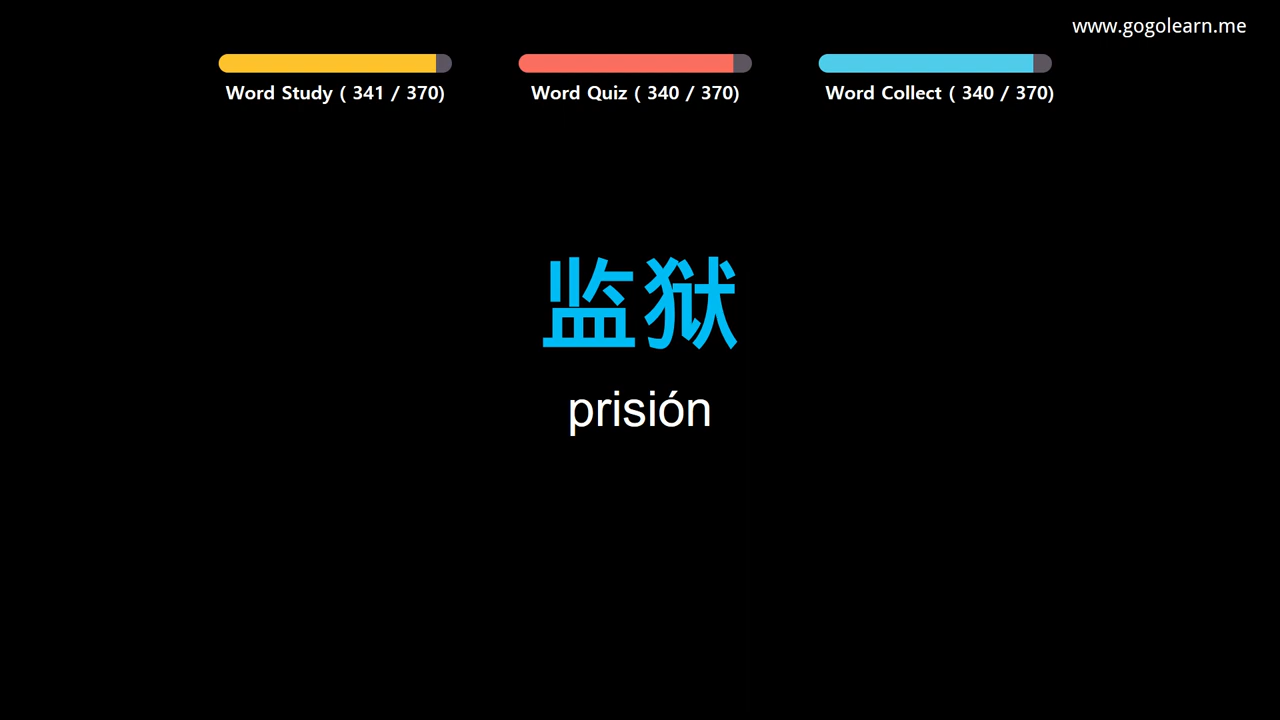 www.gogolearn.me
Word Study ( 341 / 370)
Word Quiz ( 340 / 370)
Word Collect ( 340 / 370)
监狱
prisión